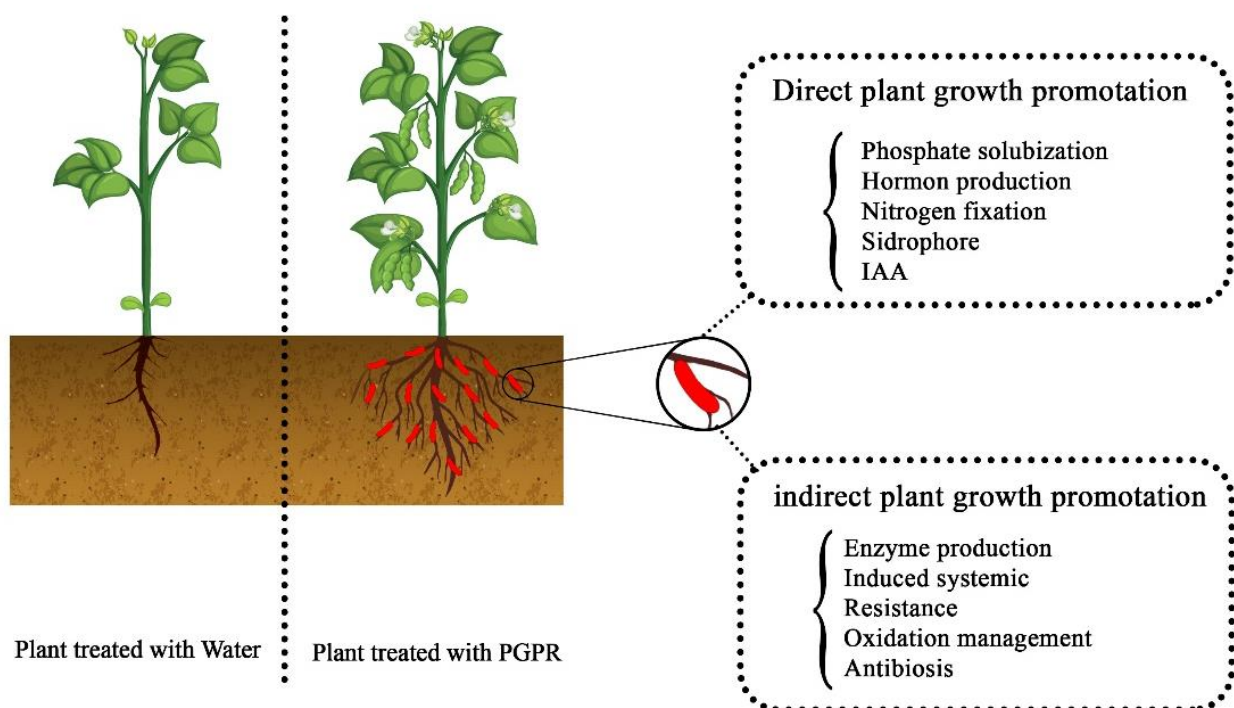 Direct plant growth promotation
Phosphate solubization
Hormon production
Nitrogen fixation
Sidrophore
IAA
indirect plant growth promotation
Enzyme production
Induced systemic
Resistance
Oxidation management
Antibiosis
Plant treated with Water
Plant treated with PGPR